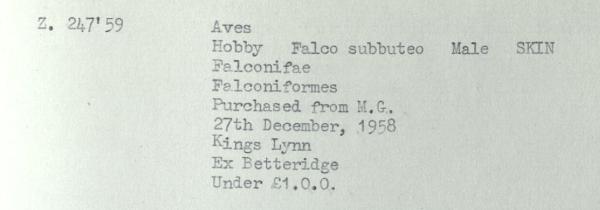 Z. 247'59 Aves
Hobby Falco subbuteo Male SKIN
Falconifae
Falconiformes
Purchased from M.G.
27th December, 1958
Kings Lynn
Ex Betteridge
Under £1.0.0.